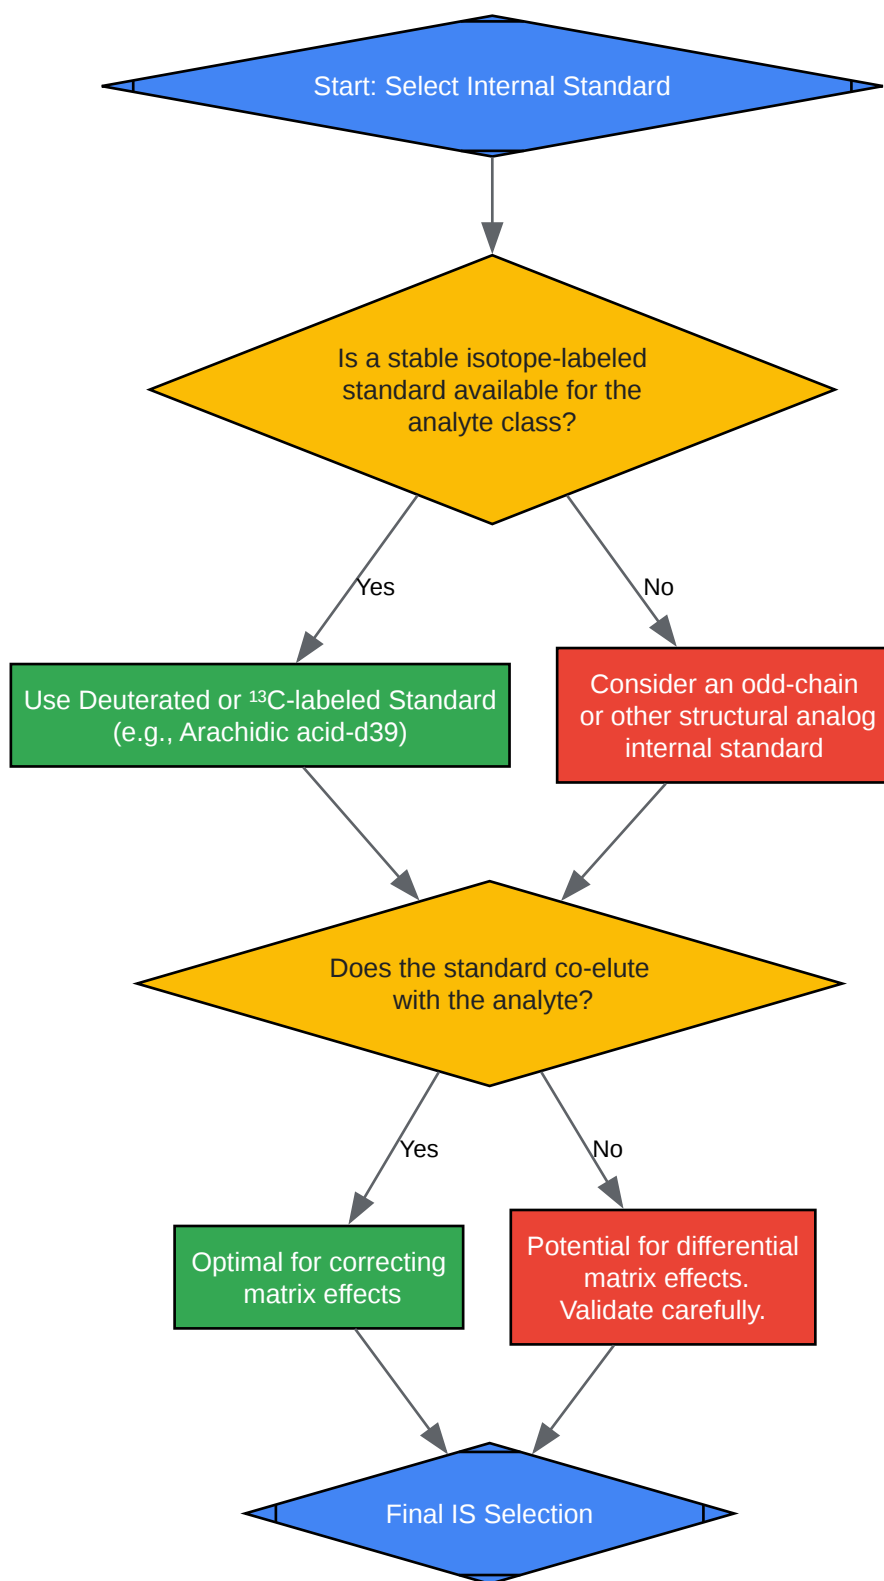 Start: Select Internal Standard
Is a stable isotope-labeled
standard available for the
analyte class?
Yes
No
Use Deuterated or ¹³C-labeled Standard
(e.g., Arachidic acid-d39)
Consider an odd-chain
or other structural analog
internal standard
Does the standard co-elute
with the analyte?
Yes
No
Optimal for correcting
matrix effects
Potential for differential
matrix effects.
Validate carefully.
Final IS Selection